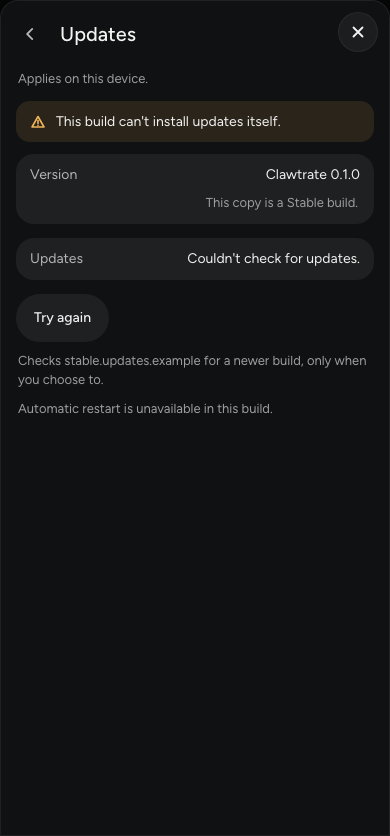 Updates
Applies on this device.
This build can't install updates itself.
Version
Clawtrate 0.1.0
This copy is a Stable build.
Updates
Couldn't check for updates.
Try again
Checks stable.updates.example for a newer build, only when
you choose to.
Automatic restart is unavailable in this build.